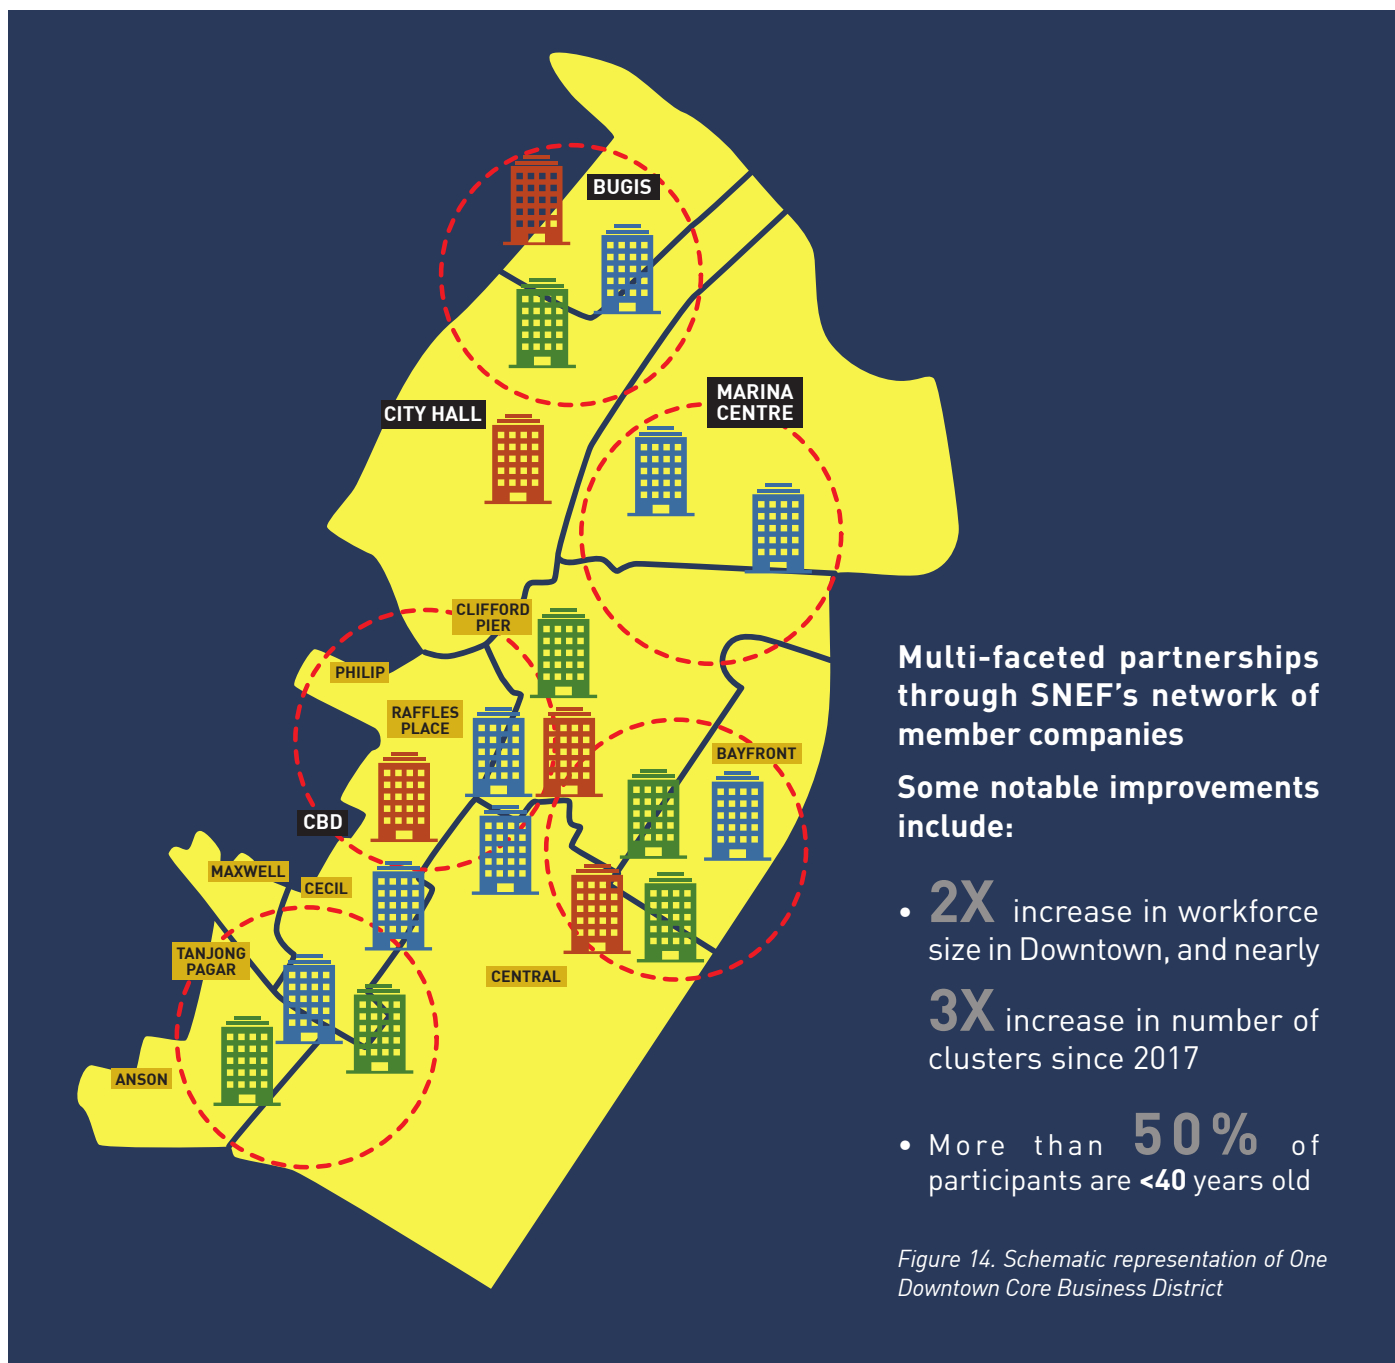 BUGIS
CITY HALL
MARINA
CENTRE
CLIFFORD
PIER
PHILIP
RAFFLES
PLACE
BAYFRONT
CBD
MAXWELL
CECIL
TANJONG
PAGAR
CENTRAL
ANSON
Multi-faceted partnerships
through SNEF’s network of
member companies
Some notable improvements
include:
• 2X increase in workforce
size in Downtown, and nearly
3X increase in number of
clusters since 2017
• More than 50% of
participants are <40 years old
Figure 14. Schematic representation of One
Downtown Core Business District